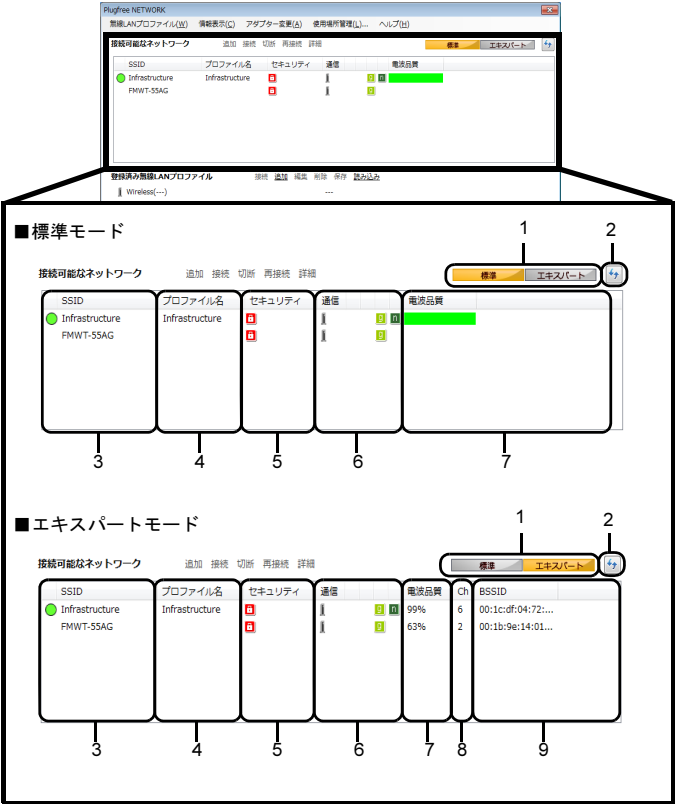 Plugfree NETWORK
無線LANプロファイル(W) 情報表示(C) アダプター変更(A) 使用場所管理(L)... ヘルプ(H)
接続可能なネットワーク 追加 接続 切断 再接続 詳細 標準 エキスパート
SSID プロファイル名 セキュリティ 通信 電波品質
Infrastructure Infrastructure g n
FMWT-55AG g
登録済み無線LANプロファイル 接続 追加 編集 削除 保存 読み込み
Wireless(---) ---
■標準モード
1 2
接続可能なネットワーク 追加 接続 切断 再接続 詳細 標準 エキスパート
SSID プロファイル名 セキュリティ 通信 電波品質
Infrastructure Infrastructure g n
FMWT-55AG g
3 4 5 6 7
■エキスパートモード
1 2
接続可能なネットワーク 追加 接続 切断 再接続 詳細 標準 エキスパート
SSID プロファイル名 セキュリティ 通信 電波品質 Ch BSSID
Infrastructure Infrastructure g n 99% 6 00:1c:df:04:72:...
FMWT-55AG g 63% 2 00:1b:9e:14:01...
3 4 5 6 7 8 9